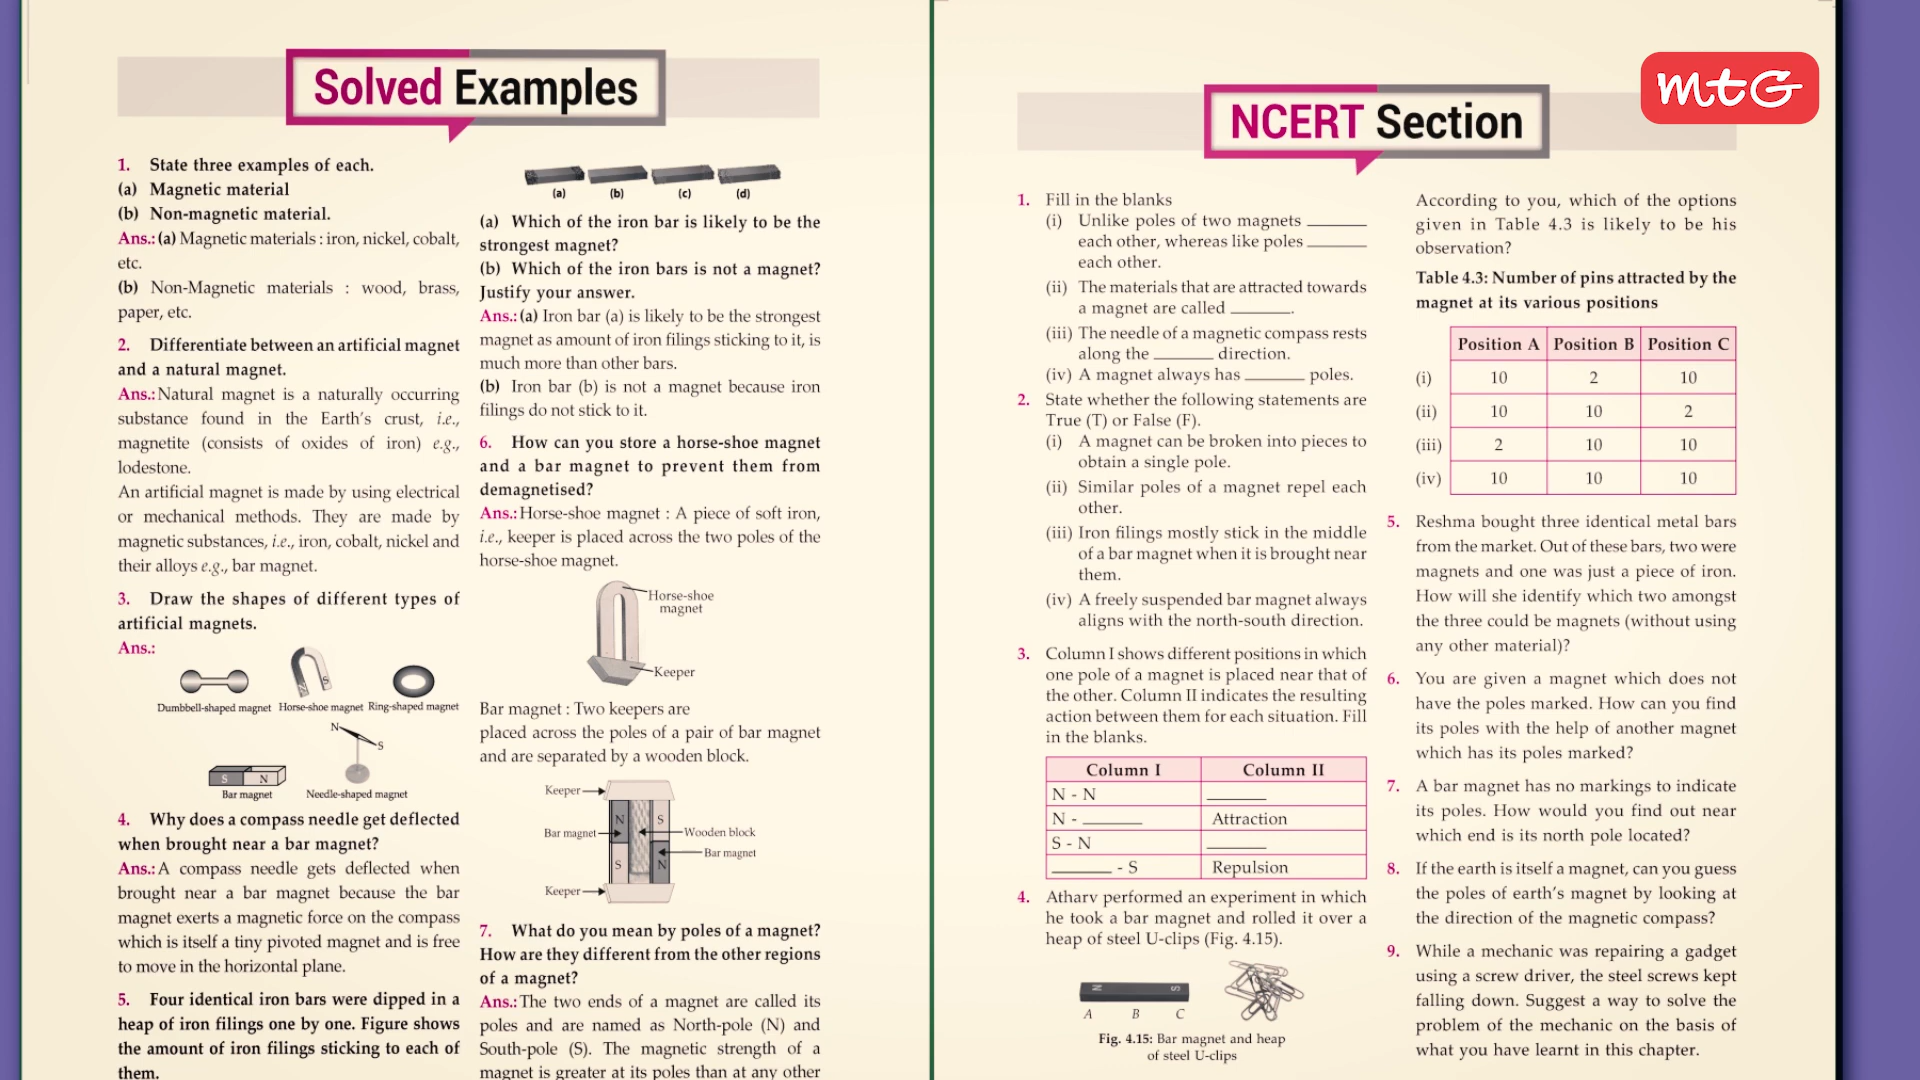 Solved Examples
1. State three examples of each.
(a) Magnetic material
(b) Non-magnetic material.
Ans.: (a) Magnetic materials : iron, nickel, cobalt,
etc.
(b) Non-Magnetic materials : wood, brass,
paper, etc.
2. Differentiate between an artificial magnet
and a natural magnet.
Ans.: Natural magnet is a naturally occurring
substance found in the Earth's crust, i.e.,
magnetite (consists of oxides of iron) e.g.,
lodestone.
An artificial magnet is made by using electrical
or mechanical methods. They are made by
magnetic substances, i.e., iron, cobalt, nickel and
their alloys e.g., bar magnet.
3. Draw the shapes of different types of
artificial magnets.
Ans.:
N S
Dumbbell-shaped magnet Horse-shoe magnet Ring-shaped magnet
N
S
S N
Bar magnet Needle-shaped magnet
4. Why does a compass needle get deflected
when brought near a bar magnet?
Ans.: A compass needle gets deflected when
brought near a bar magnet because the bar
magnet exerts a magnetic force on the compass
which is itself a tiny pivoted magnet and is free
to move in the horizontal plane.
5. Four identical iron bars were dipped in a
heap of iron filings one by one. Figure shows
the amount of iron filings sticking to each of
them.
(a) (b) (c) (d)
(a) Which of the iron bar is likely to be the
strongest magnet?
(b) Which of the iron bars is not a magnet?
Justify your answer.
Ans.: (a) Iron bar (a) is likely to be the strongest
magnet as amount of iron filings sticking to it, is
much more than other bars.
(b) Iron bar (b) is not a magnet because iron
filings do not stick to it.
6. How can you store a horse-shoe magnet
and a bar magnet to prevent them from
demagnetised?
Ans.: Horse-shoe magnet : A piece of soft iron,
i.e., keeper is placed across the two poles of the
horse-shoe magnet.
Horse-shoe
magnet
Keeper
Bar magnet : Two keepers are
placed across the poles of a pair of bar magnet
and are separated by a wooden block.
Keeper
N S
Bar magnet Wooden block
Bar magnet
S N
Keeper
7. What do you mean by poles of a magnet?
How are they different from the other regions
of a magnet?
Ans.: The two ends of a magnet are called its
poles and are named as North-pole (N) and
South-pole (S). The magnetic strength of a
magnet is greater at its poles than at any other
mtG
NCERT Section
1. Fill in the blanks
(i) Unlike poles of two magnets ______
each other, whereas like poles ______
each other.
(ii) The materials that are attracted towards
a magnet are called ______.
(iii) The needle of a magnetic compass rests
along the ______ direction.
(iv) A magnet always has ______ poles.
2. State whether the following statements are
True (T) or False (F).
(i) A magnet can be broken into pieces to
obtain a single pole.
(ii) Similar poles of a magnet repel each
other.
(iii) Iron filings mostly stick in the middle
of a bar magnet when it is brought near
them.
(iv) A freely suspended bar magnet always
aligns with the north-south direction.
3. Column I shows different positions in which
one pole of a magnet is placed near that of
the other. Column II indicates the resulting
action between them for each situation. Fill
in the blanks.
Column I Column II
N - N ______
N - ______ Attraction
S - N ______
______ - S Repulsion
4. Atharv performed an experiment in which
he took a bar magnet and rolled it over a
heap of steel U-clips (Fig. 4.15).
N S
A B C
Fig. 4.15: Bar magnet and heap
of steel U-clips
According to you, which of the options
given in Table 4.3 is likely to be his
observation?
Table 4.3: Number of pins attracted by the
magnet at its various positions
Position A Position B Position C
(i) 10 2 10
(ii) 10 10 2
(iii) 2 10 10
(iv) 10 10 10
5. Reshma bought three identical metal bars
from the market. Out of these bars, two were
magnets and one was just a piece of iron.
How will she identify which two amongst
the three could be magnets (without using
any other material)?
6. You are given a magnet which does not
have the poles marked. How can you find
its poles with the help of another magnet
which has its poles marked?
7. A bar magnet has no markings to indicate
its poles. How would you find out near
which end is its north pole located?
8. If the earth is itself a magnet, can you guess
the poles of earth's magnet by looking at
the direction of the magnetic compass?
9. While a mechanic was repairing a gadget
using a screw driver, the steel screws kept
falling down. Suggest a way to solve the
problem of the mechanic on the basis of
what you have learnt in this chapter.